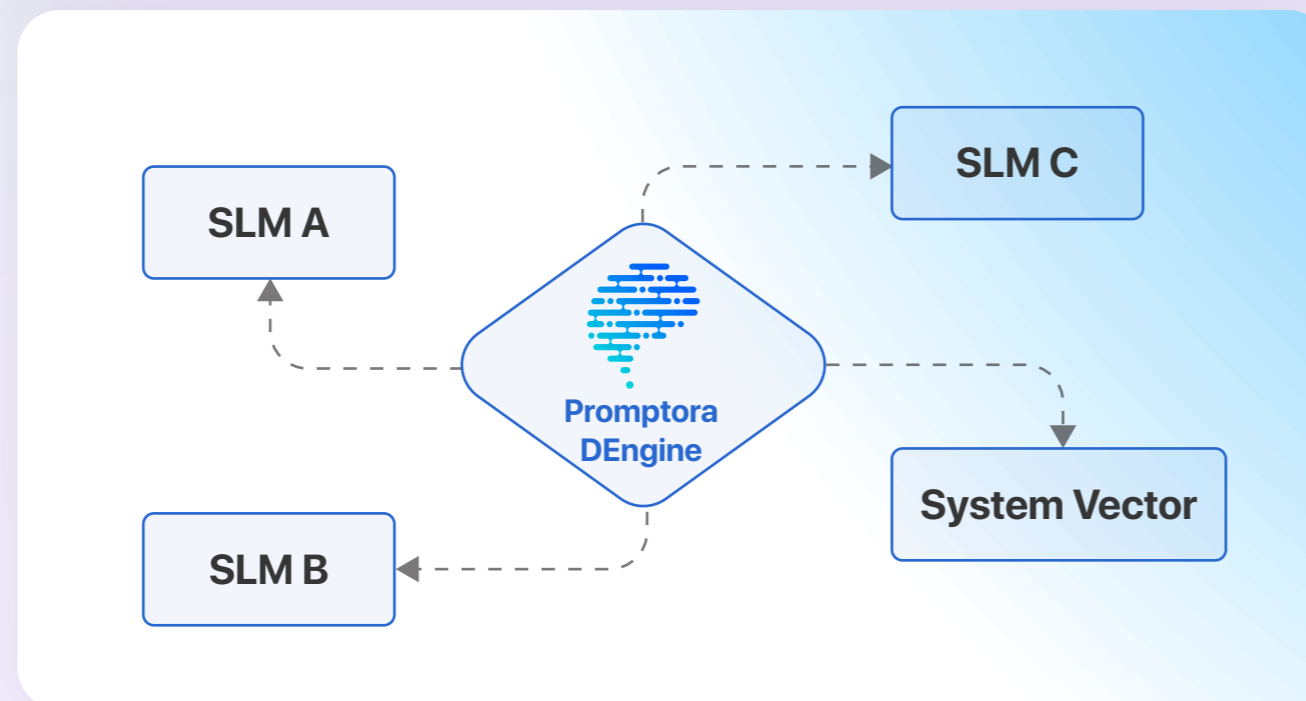 SLM C
SLM A
Promptora
DEngine
System Vector
SLM B